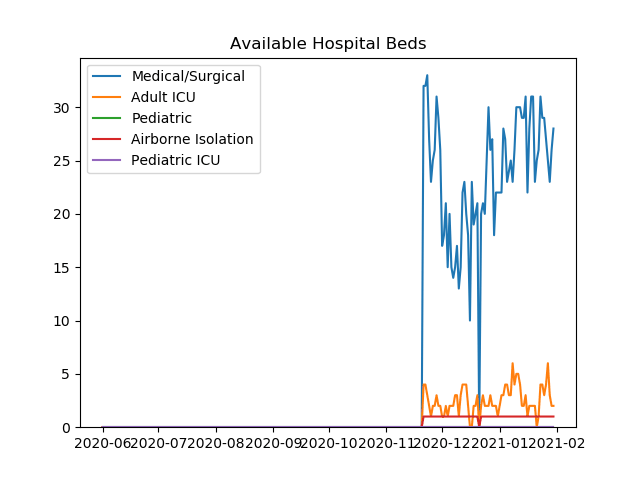 Available Hospital Beds
Medical/Surgical
Adult ICU
Pediatric
Airborne Isolation
Pediatric ICU
30
25
20
15
10
5
0
2020-06 2020-07 2020-08 2020-09 2020-10 2020-11 2020-12 2021-01 2021-02